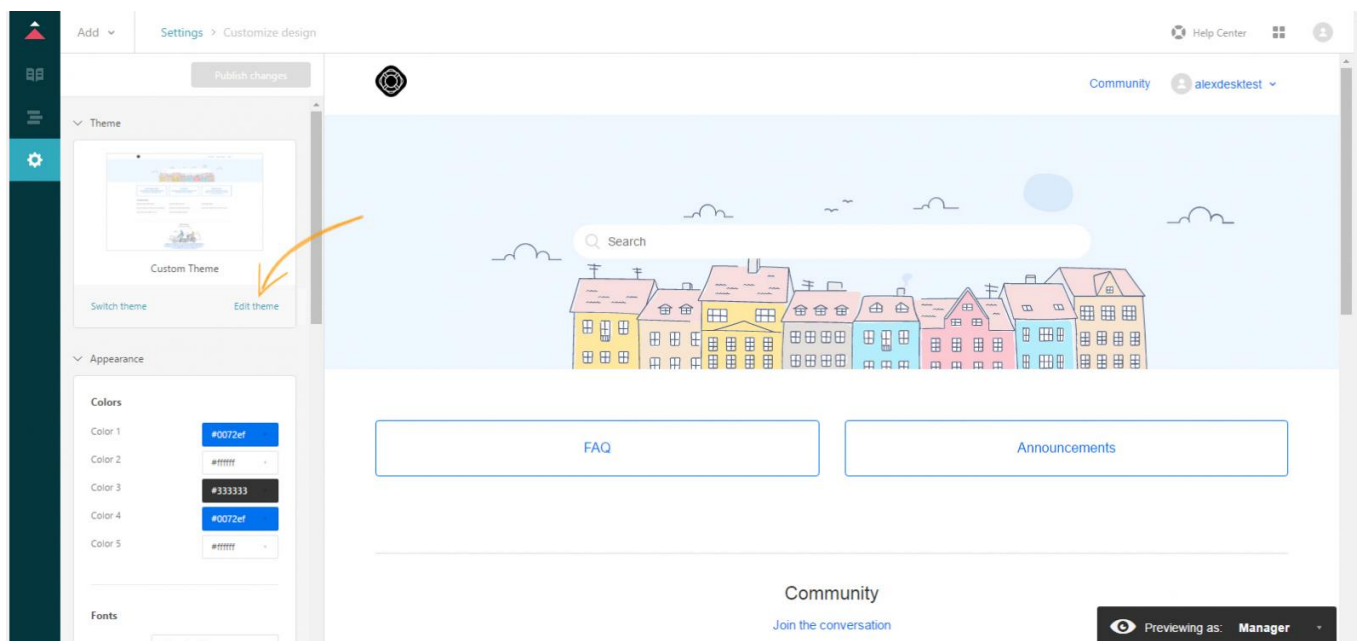 Add
Settings > Customize design
Help Center
Publish changes
Community
alexdesktest
Theme
Search
Custom Theme
Switch theme
Edit theme
Appearance
Colors
Color 1
#0072ef
Color 2
#ffffff
Color 3
#333333
Color 4
#0072ef
Color 5
#ffffff
Fonts
FAQ
Announcements
Community
Join the conversation
Previewing as: Manager